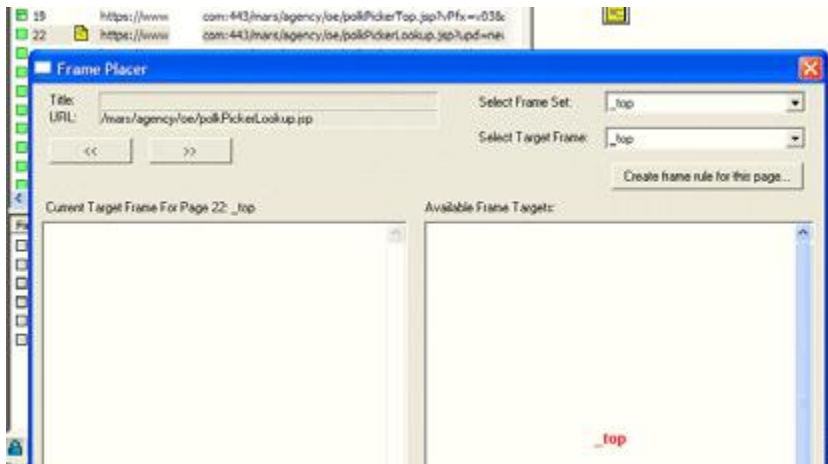 19 https://www com:443/mars/agency/oe/polkPickerTop.jsp?vPfx=v03&
22 https://www com:443/mars/agency/oe/polkPickerLookup.jsp?upd=new
Frame Placer
Title:
URL: /mars/agency/oe/polkPickerLookup.jsp
Select Frame Set: _top
Select Target Frame: _top
<< >>
Create frame rule for this page...
Current Target Frame For Page 22: _top
Available Frame Targets:
_top